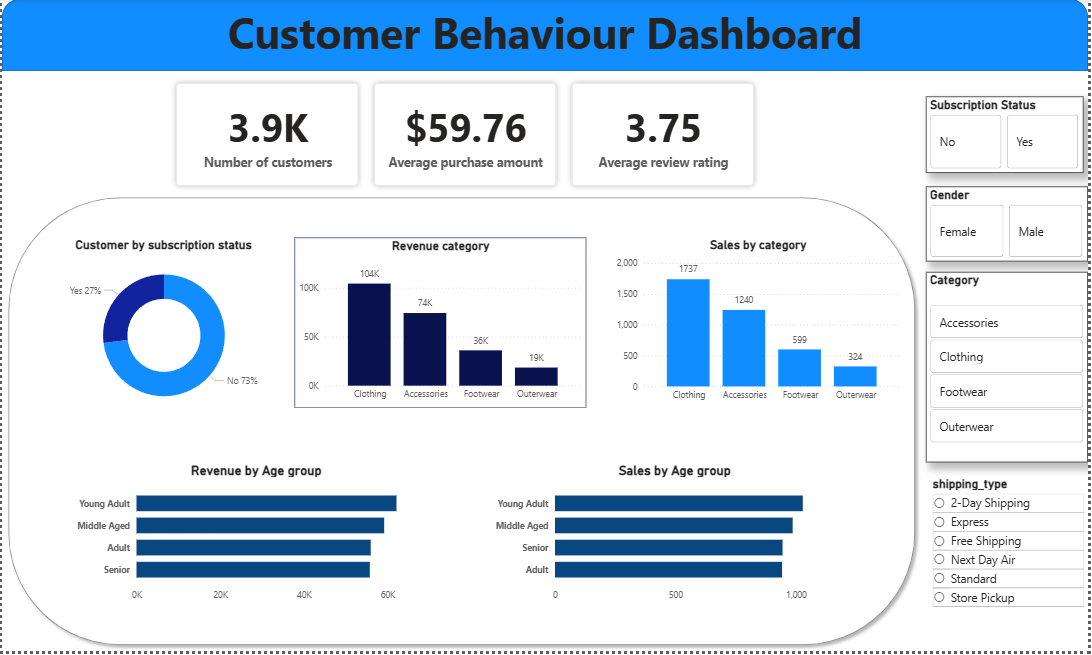 Customer Behaviour Dashboard
3.9K
Number of customers
$59.76
Average purchase amount
3.75
Average review rating
Subscription Status
No
Yes
Gender
Female
Male
Category
Accessories
Clothing
Footwear
Outerwear
shipping_type
2-Day Shipping
Express
Free Shipping
Next Day Air
Standard
Store Pickup
Customer by subscription status
Yes 27%
No 73%
Revenue category
100K
50K
0K
104K
74K
36K
19K
Clothing
Accessories
Footwear
Outerwear
Sales by category
2,000
1,500
1,000
500
0
1737
1240
599
324
Clothing
Accessories
Footwear
Outerwear
Revenue by Age group
Young Adult
Middle Aged
Adult
Senior
0K
20K
40K
60K
Sales by Age group
Young Adult
Middle Aged
Senior
Adult
0
500
1,000